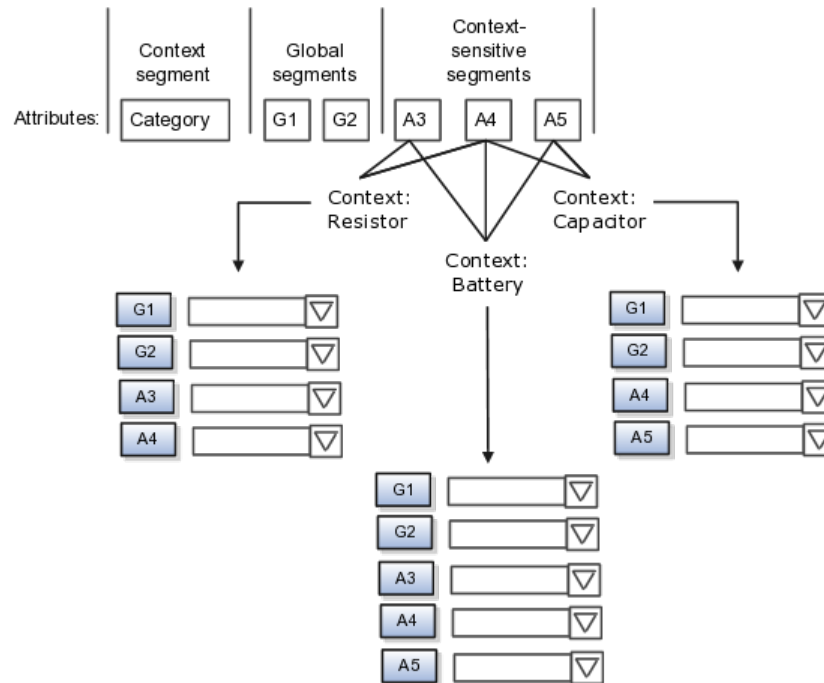 Context
segment
Global
segments
Context-
sensitive
segments
Attributes:
Category
G1
G2
A3
A4
A5
Context:
Resistor
Context:
Capacitor
Context:
Battery
G1
G2
A3
A4
G1
G2
A4
A5
G1
G2
A3
A4
A5